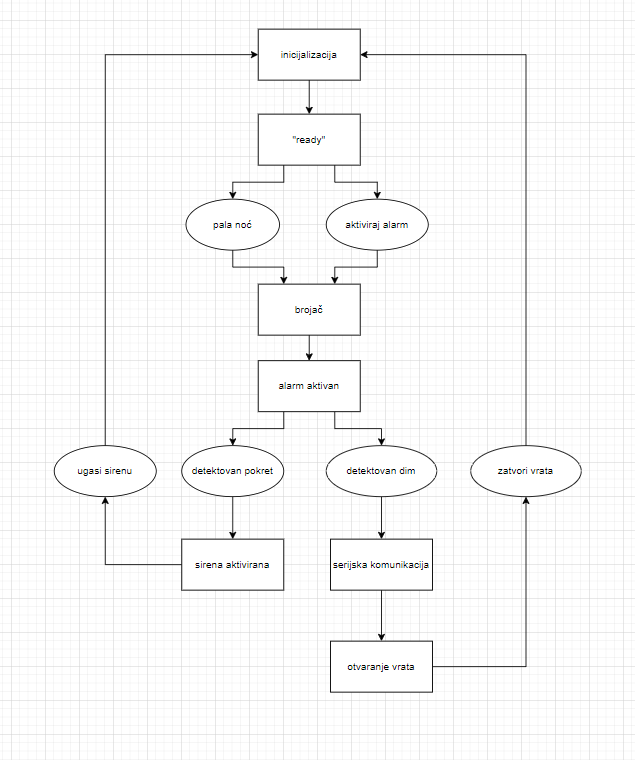 inicijalizacija
"ready"
pala noć
aktiviraj alarm
brojač
alarm aktivan
ugasi sirenu
detektovan pokret
detektovan dim
zatvori vrata
sirena aktivirana
serijska komunikacija
otvaranje vrata